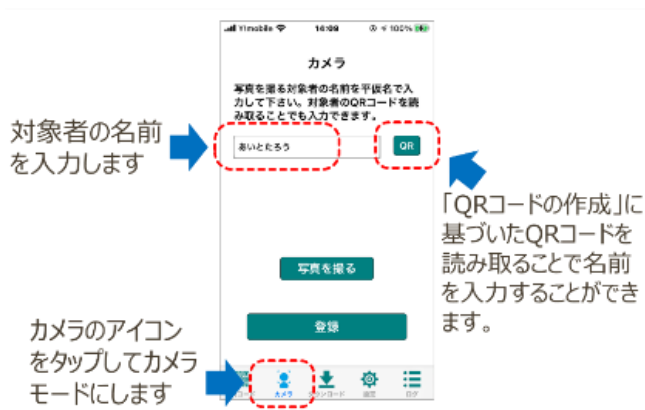 Y!mobile 14:09 100%
カメラ
写真を撮る対象者の名前を平仮名で入
力して下さい。対象者のQRコードを読
み取ることでも入力できます。
対象者の名前
を入力します
あいとたろう
QR
「QRコードの作成」に
基づいたQRコードを
読み取ることで名前
を入力することができ
ます。
写真を撮る
登録
カメラのアイコン
をタップしてカメラ
モードにします
カメラ
ダウンロード
設定
ログ